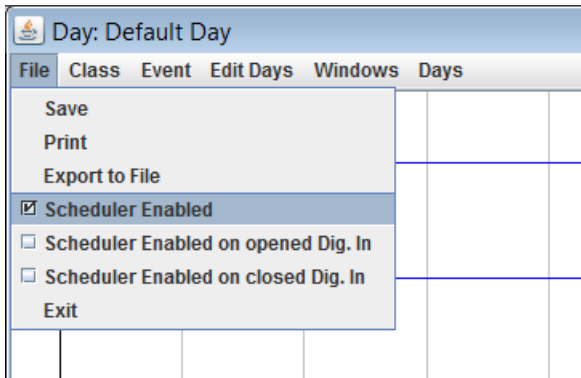 Day: Default Day
File Class Event Edit Days Windows Days
Save
Print
Export to File
Scheduler Enabled
Scheduler Enabled on opened Dig. In
Scheduler Enabled on closed Dig. In
Exit